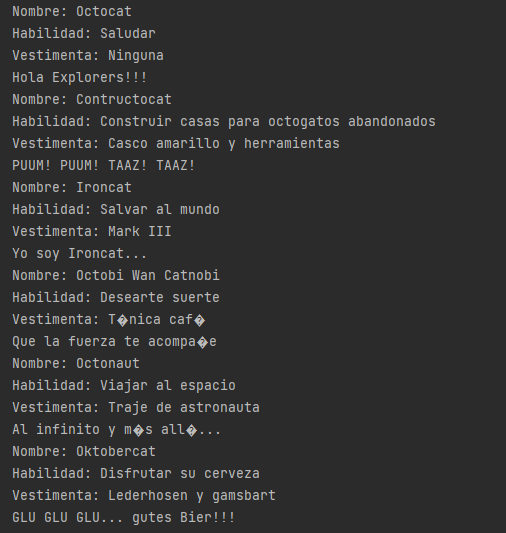 Nombre: Octocat
Habilidad: Saludar
Vestimenta: Ninguna
Hola Explorers!!!
Nombre: Contructocat
Habilidad: Construir casas para octogatos abandonados
Vestimenta: Casco amarillo y herramientas
PUUM! PUUM! TAAZ! TAAZ!
Nombre: Ironcat
Habilidad: Salvar al mundo
Vestimenta: Mark III
Yo soy Ironcat...
Nombre: Octobi Wan Catnobi
Habilidad: Desearte suerte
Vestimenta: T�nica caf�
Que la fuerza te acompa�e
Nombre: Octonaut
Habilidad: Viajar al espacio
Vestimenta: Traje de astronauta
Al infinito y m�s all�...
Nombre: Oktobercat
Habilidad: Disfrutar su cerveza
Vestimenta: Lederhosen y gamsbart
GLU GLU GLU... gutes Bier!!!